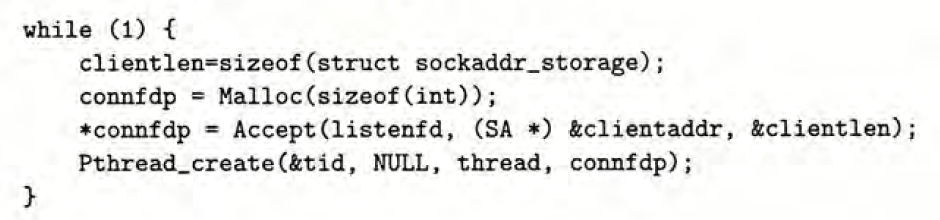 while (1) {
    clientlen=sizeof(struct sockaddr_storage);
    connfdp = Malloc(sizeof(int));
    *connfdp = Accept(listenfd, (SA *) &clientaddr, &clientlen);
    Pthread_create(&tid, NULL, thread, connfdp);
}